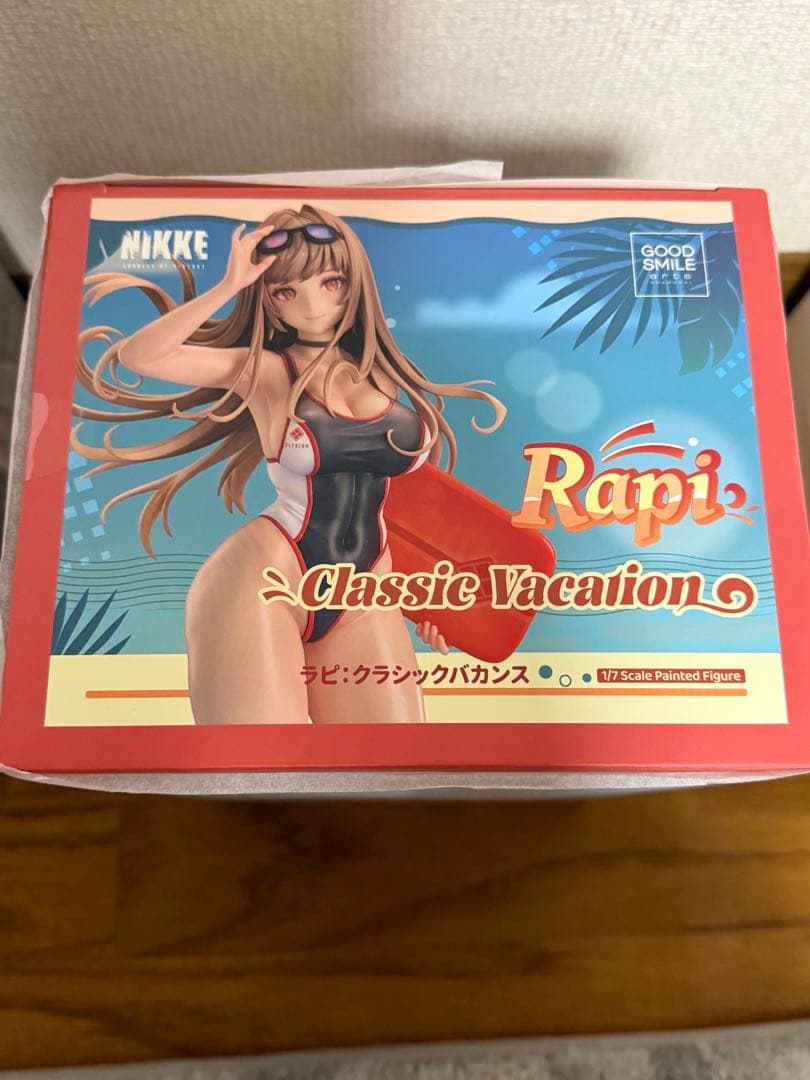 NIKKE
GODDESS OF VICTORY
GOOD
SMILE
arts
SHANGHAI
ELYSION
Rapi
Classic Vacation
ラピ:クラシックバカンス
1/7 Scale Painted Figure